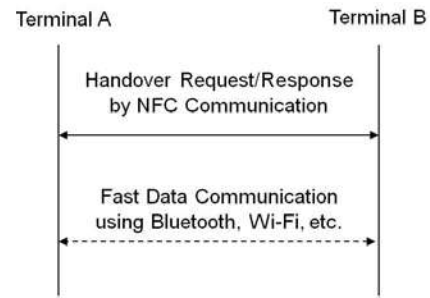 Terminal A
Terminal B
Handover Request/Response
by NFC Communication
Fast Data Communication
using Bluetooth, Wi-Fi, etc.